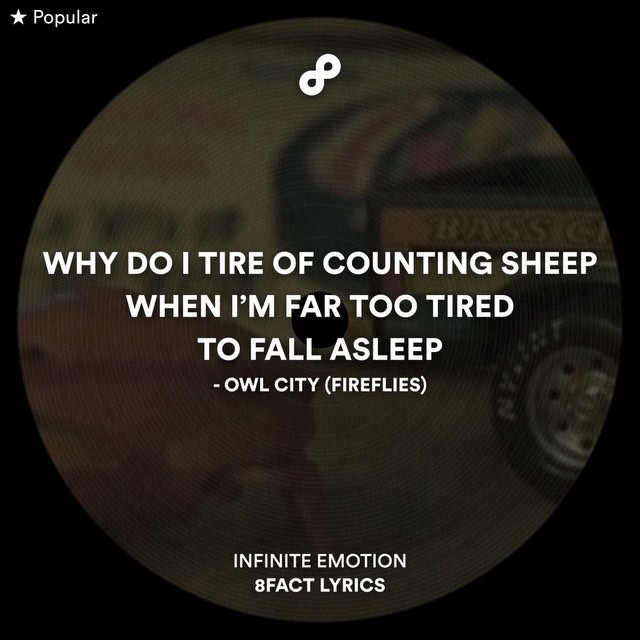 ★ Popular
WHY DO I TIRE OF COUNTING SHEEP
WHEN I'M FAR TOO TIRED
TO FALL ASLEEP
- OWL CITY (FIREFLIES)
INFINITE EMOTION
8FACT LYRICS